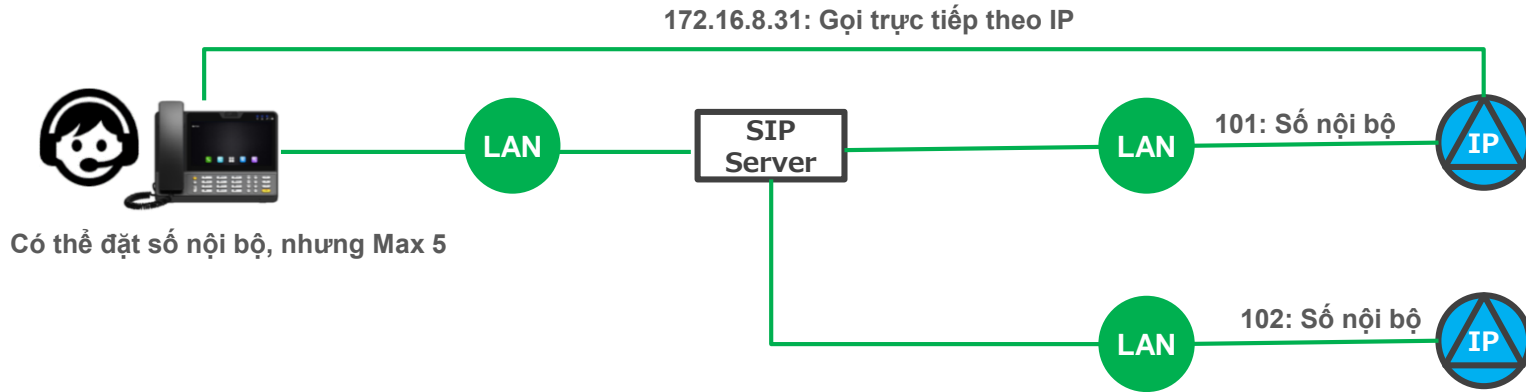 172.16.8.31: Gọi trực tiếp theo IP
LAN
SIP
Server
LAN
101: Số nội bộ
IP
Có thể đặt số nội bộ, nhưng Max 5
LAN
102: Số nội bộ
IP